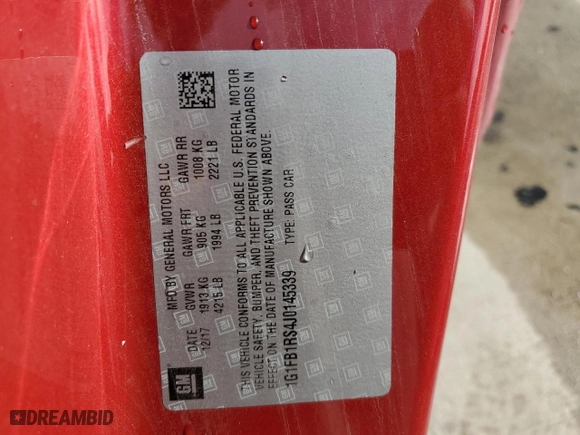 MFD BY GENERAL MOTORS LLC
12/17 GVWR GAWR FRT GAWR RR
1913 KG 905 KG 1008 KG
4215 LB 1994 LB 2221 LB
THIS VEHICLE CONFORMS TO ALL APPLICABLE U.S. FEDERAL MOTOR
VEHICLE SAFETY, BUMPER, AND THEFT PREVENTION STANDARDS IN
EFFECT ON THE DATE OF MANUFACTURE SHOWN ABOVE.
1G1FB1RS4J0145339 TYPE: PASS CAR
GM
DREAMBID